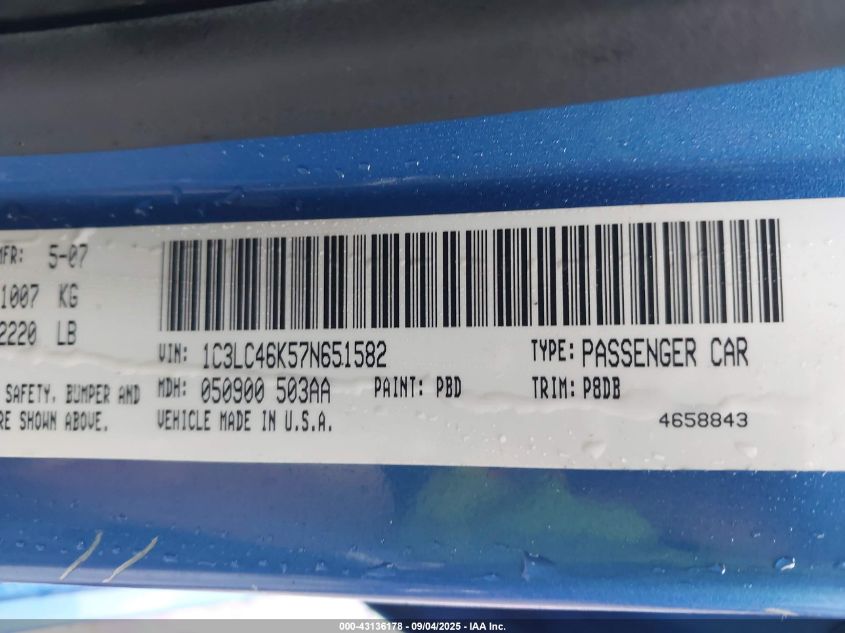 MFR: 5-07
1007 KG
2220 LB
VIN: 1C3LC46K57N651582 TYPE: PASSENGER CAR
SAFETY, BUMPER AND MDH: 050900 503AA PAINT: PBD TRIM: P8DB
RE SHOWN ABOVE. VEHICLE MADE IN U.S.A. 4658843
000-43136178 - 09/04/2025 - IAA Inc.